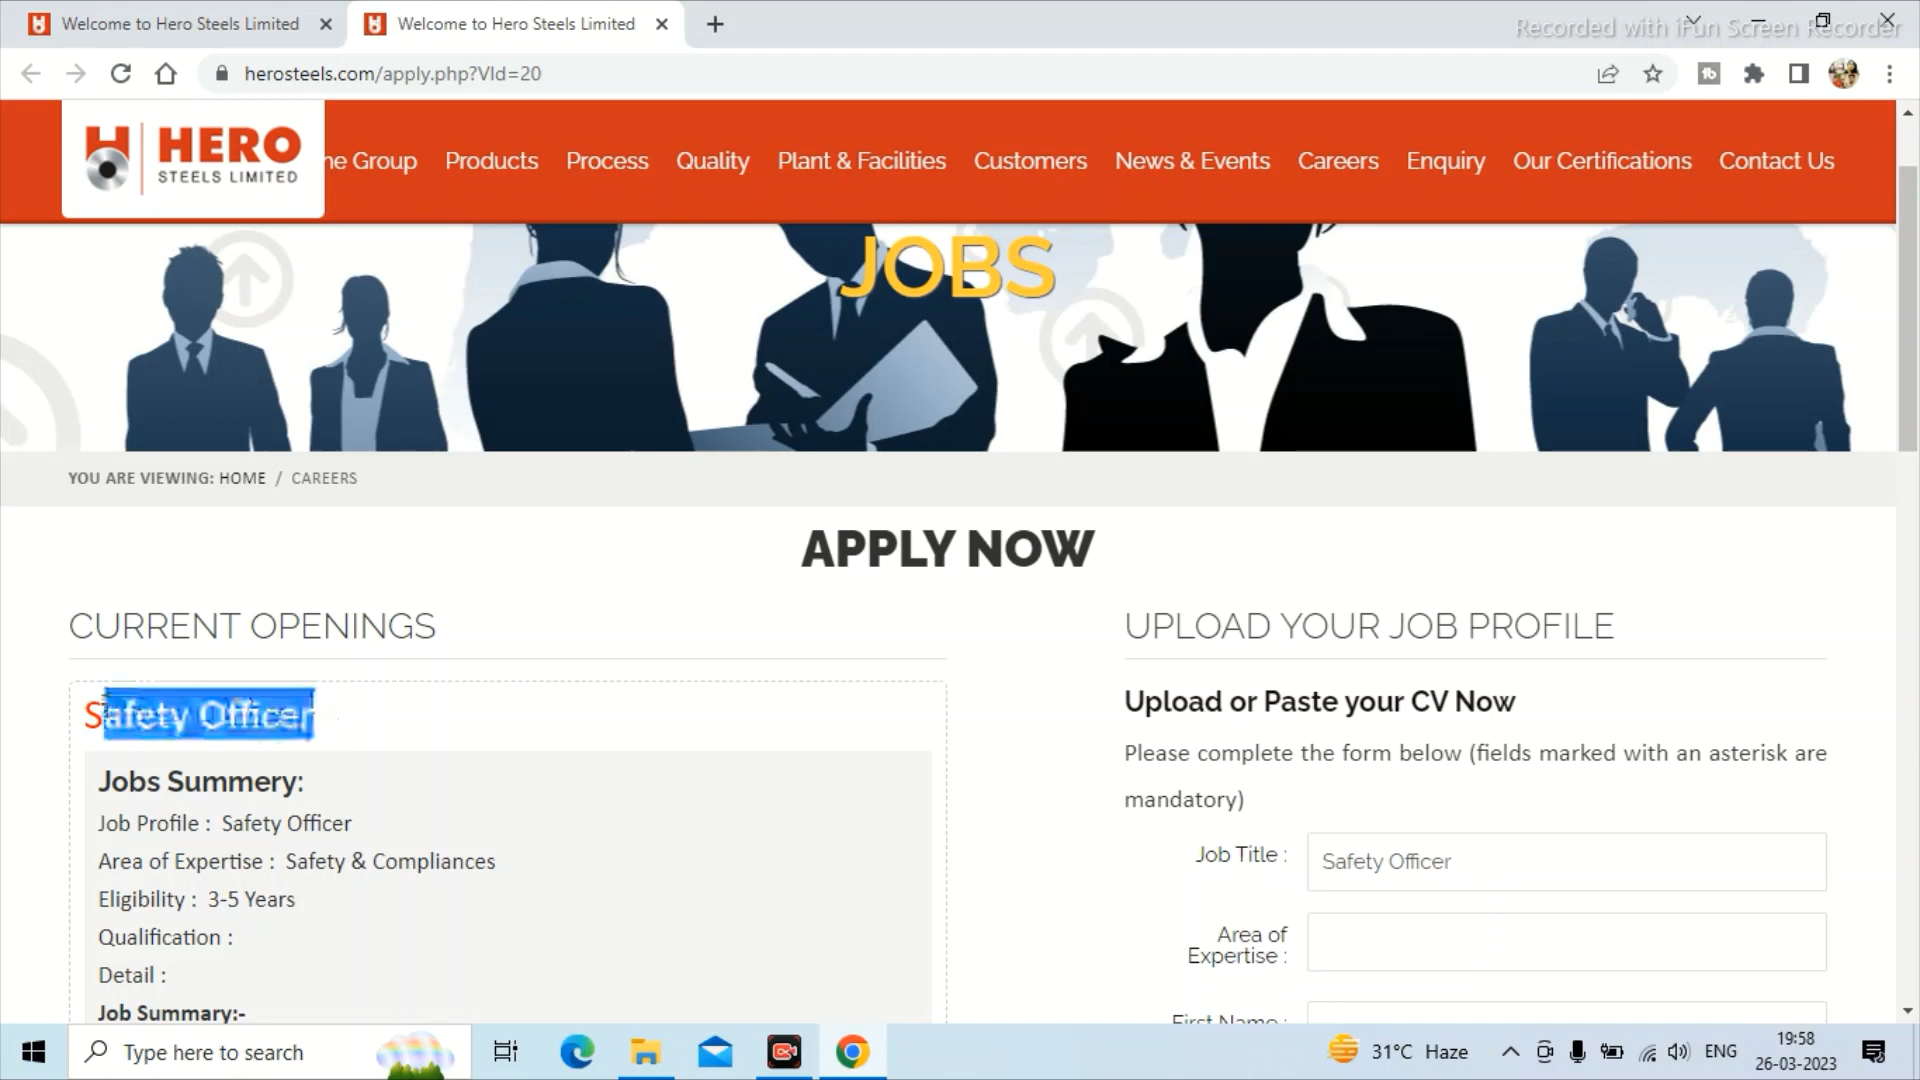 Welcome to Hero Steels Limited
Welcome to Hero Steels Limited
Recorded with iFun Screen Recorder
herosteels.com/apply.php?VId=20
HERO
STEELS LIMITED
Group
Products
Process
Quality
Plant & Facilities
Customers
News & Events
Careers
Enquiry
Our Certifications
Contact Us
JOBS
YOU ARE VIEWING: HOME / CAREERS
APPLY NOW
CURRENT OPENINGS
Safety Officer
Jobs Summery:
Job Profile : Safety Officer
Area of Expertise : Safety & Compliances
Eligibility : 3-5 Years
Qualification :
Detail :
Job Summary:-
UPLOAD YOUR JOB PROFILE
Upload or Paste your CV Now
Please complete the form below (fields marked with an asterisk are
mandatory)
Job Title :
Safety Officer
Area of
Expertise :
First Name :
Type here to search
31°C Haze
ENG
19:58
26-03-2023